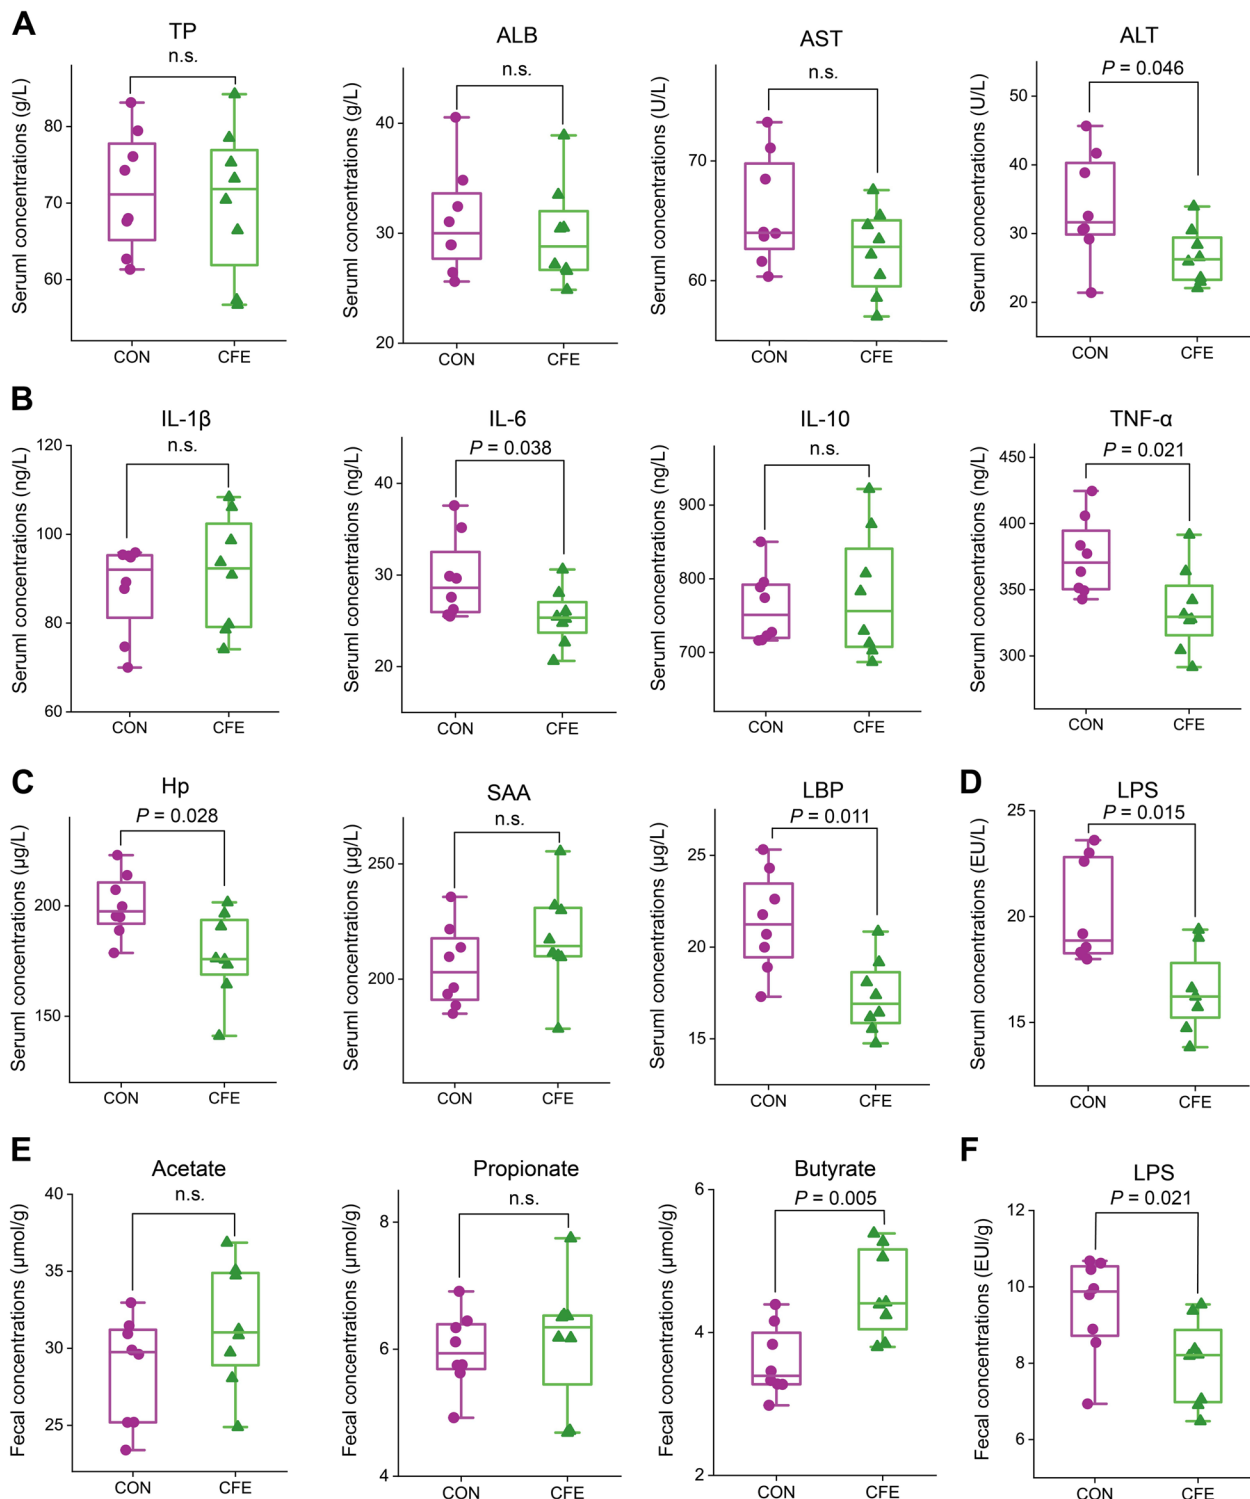 A
TP
n.s.
Seruml concentrations (g/L)
80
70
60
CON
CFE
ALB
n.s.
Seruml concentrations (g/L)
40
30
20
CON
CFE
AST
n.s.
Seruml concentrations (U/L)
70
60
CON
CFE
ALT
P = 0.046
Seruml concentrations (U/L)
50
40
30
20
CON
CFE
B
IL-1β
n.s.
Seruml concentrations (ng/L)
120
100
80
60
CON
CFE
IL-6
P = 0.038
Seruml concentrations (ng/L)
40
30
20
CON
CFE
IL-10
n.s.
Seruml concentrations (ng/L)
900
800
700
CON
CFE
TNF-α
P = 0.021
Seruml concentrations (ng/L)
450
400
350
300
CON
CFE
C
Hp
P = 0.028
Seruml concentrations (μg/L)
200
150
CON
CFE
SAA
n.s.
Seruml concentrations (μg/L)
250
200
CON
CFE
LBP
P = 0.011
Seruml concentrations (μg/L)
25
20
15
CON
CFE
D
LPS
P = 0.015
Seruml concentrations (EU/L)
25
20
15
CON
CFE
E
Acetate
n.s.
Fecal concentrations (μmol/g)
40
35
30
25
CON
CFE
Propionate
n.s.
Fecal concentrations (μmol/g)
8
6
4
CON
CFE
Butyrate
P = 0.005
Fecal concentrations (μmol/g)
6
4
2
CON
CFE
F
LPS
P = 0.021
Fecal concentrations (EUl/g)
12
10
8
6
CON
CFE